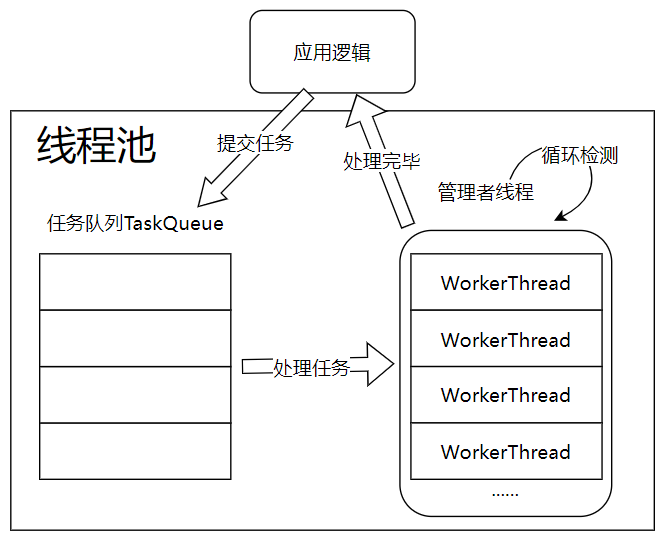 应用逻辑
线程池
提交任务
处理完毕
循环检测
管理者线程
任务队列TaskQueue
WorkerThread
WorkerThread
处理任务
WorkerThread
WorkerThread
......